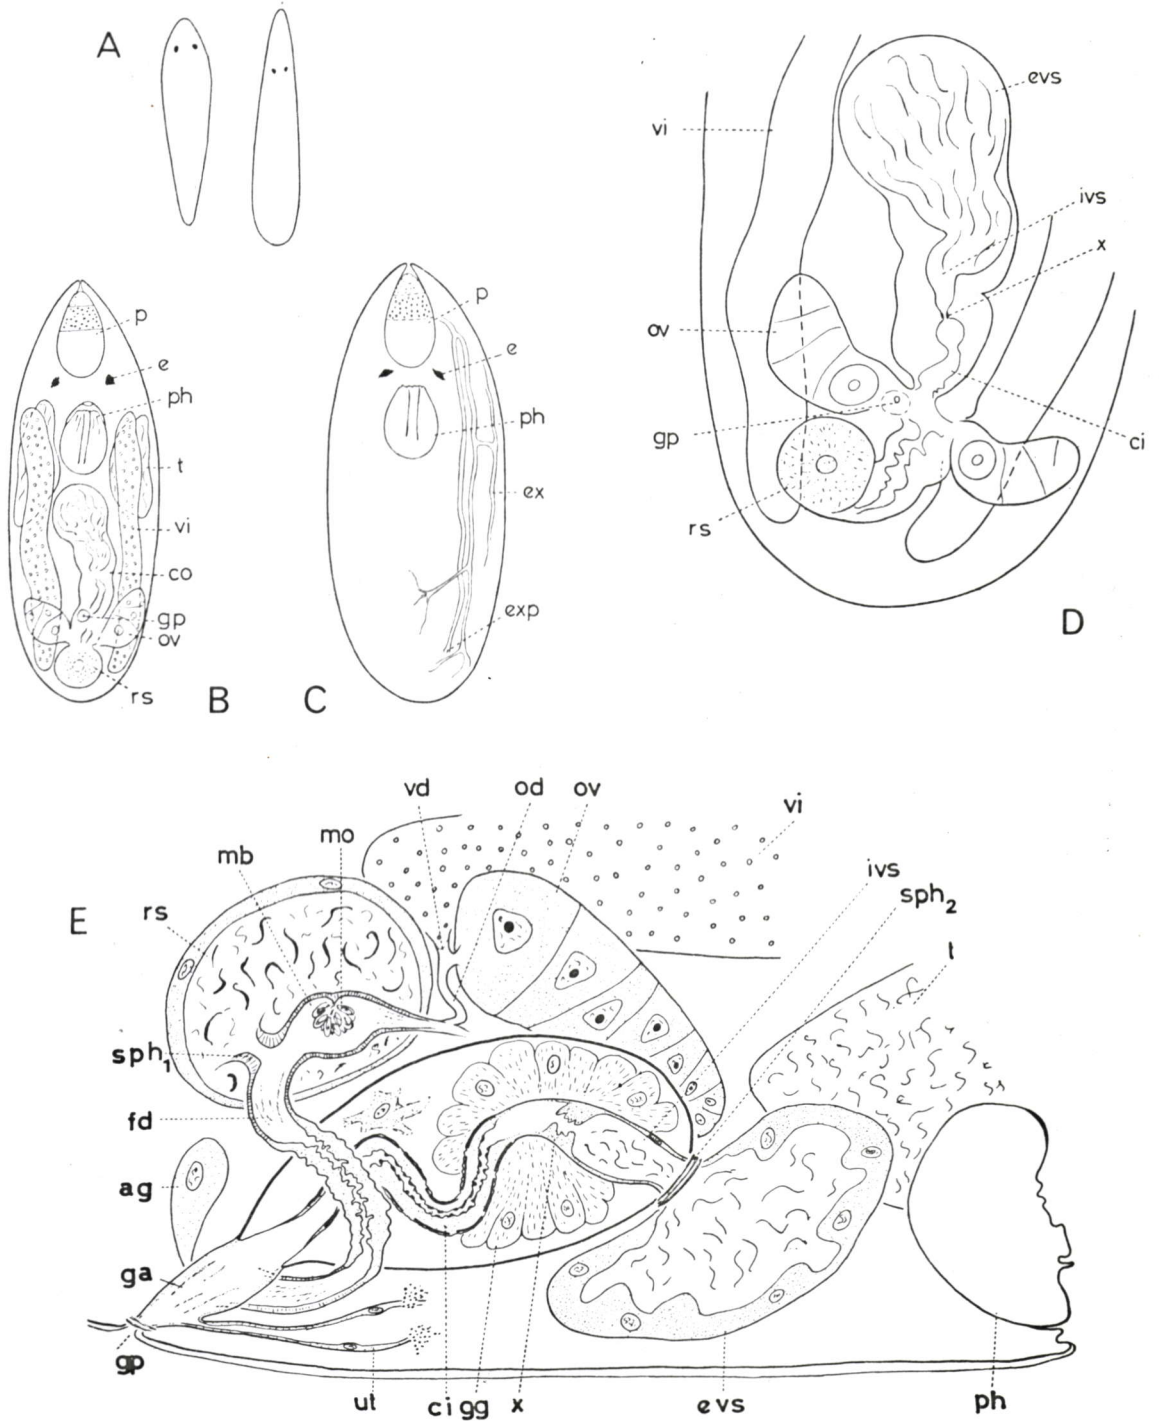 A
B
p
e
ph
t
vi
co
gp
ov
rs
C
p
e
ph
ex
exp
D
vi
evs
ivs
x
ov
gp
ci
rs
E
vd
od
ov
vi
mo
mb
rs
ivs
sph2
t
sph1
fd
ag
ga
gp
ut
ci
gg
x
evs
ph